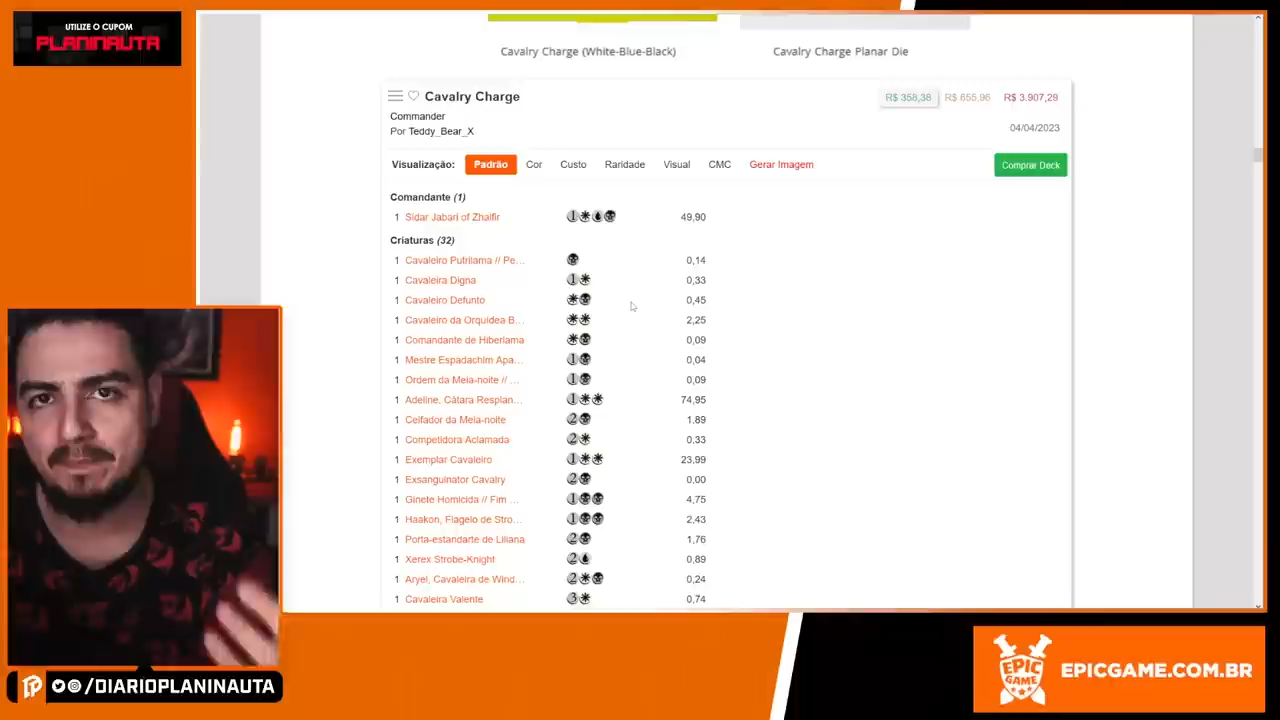 UTILIZE O CUPOM
PLANINAUTA
Cavalry Charge (White-Blue-Black)
Cavalry Charge Planar Die
Cavalry Charge
R$ 358,38 R$ 655,96 R$ 3.907,29
Commander
Por Teddy_Bear_X
04/04/2023
Visualização: Padrão Cor Custo Raridade Visual CMC Gerar Imagem
Comprar Deck
Comandante (1)
1 Sidar Jabari of Zhalfir 49,90
Criaturas (32)
1 Cavaleiro Putrilama // Pe... 0,14
1 Cavaleira Digna 0,33
1 Cavaleiro Defunto 0,45
1 Cavaleiro da Orquídea B... 2,25
1 Comandante de Hiberlama 0,09
1 Mestre Espadachim Apa... 0,04
1 Ordem da Meia-noite // ... 0,09
1 Adeline, Cátara Resplan... 74,95
1 Ceifador da Meia-noite 1,89
1 Competidora Aclamada 0,33
1 Exemplar Cavaleiro 23,99
1 Exsanguinator Cavalry 0,00
1 Ginete Homicida // Fim ... 4,75
1 Haakon, Flagelo de Stro... 2,43
1 Porta-estandarte de Liliana 1,76
1 Xerex Strobe-Knight 0,89
1 Aryel, Cavaleira de Wind... 0,24
1 Cavaleira Valente 0,74
/DIARIOPLANINAUTA
EPIC
GAME
EPICGAME.COM.BR